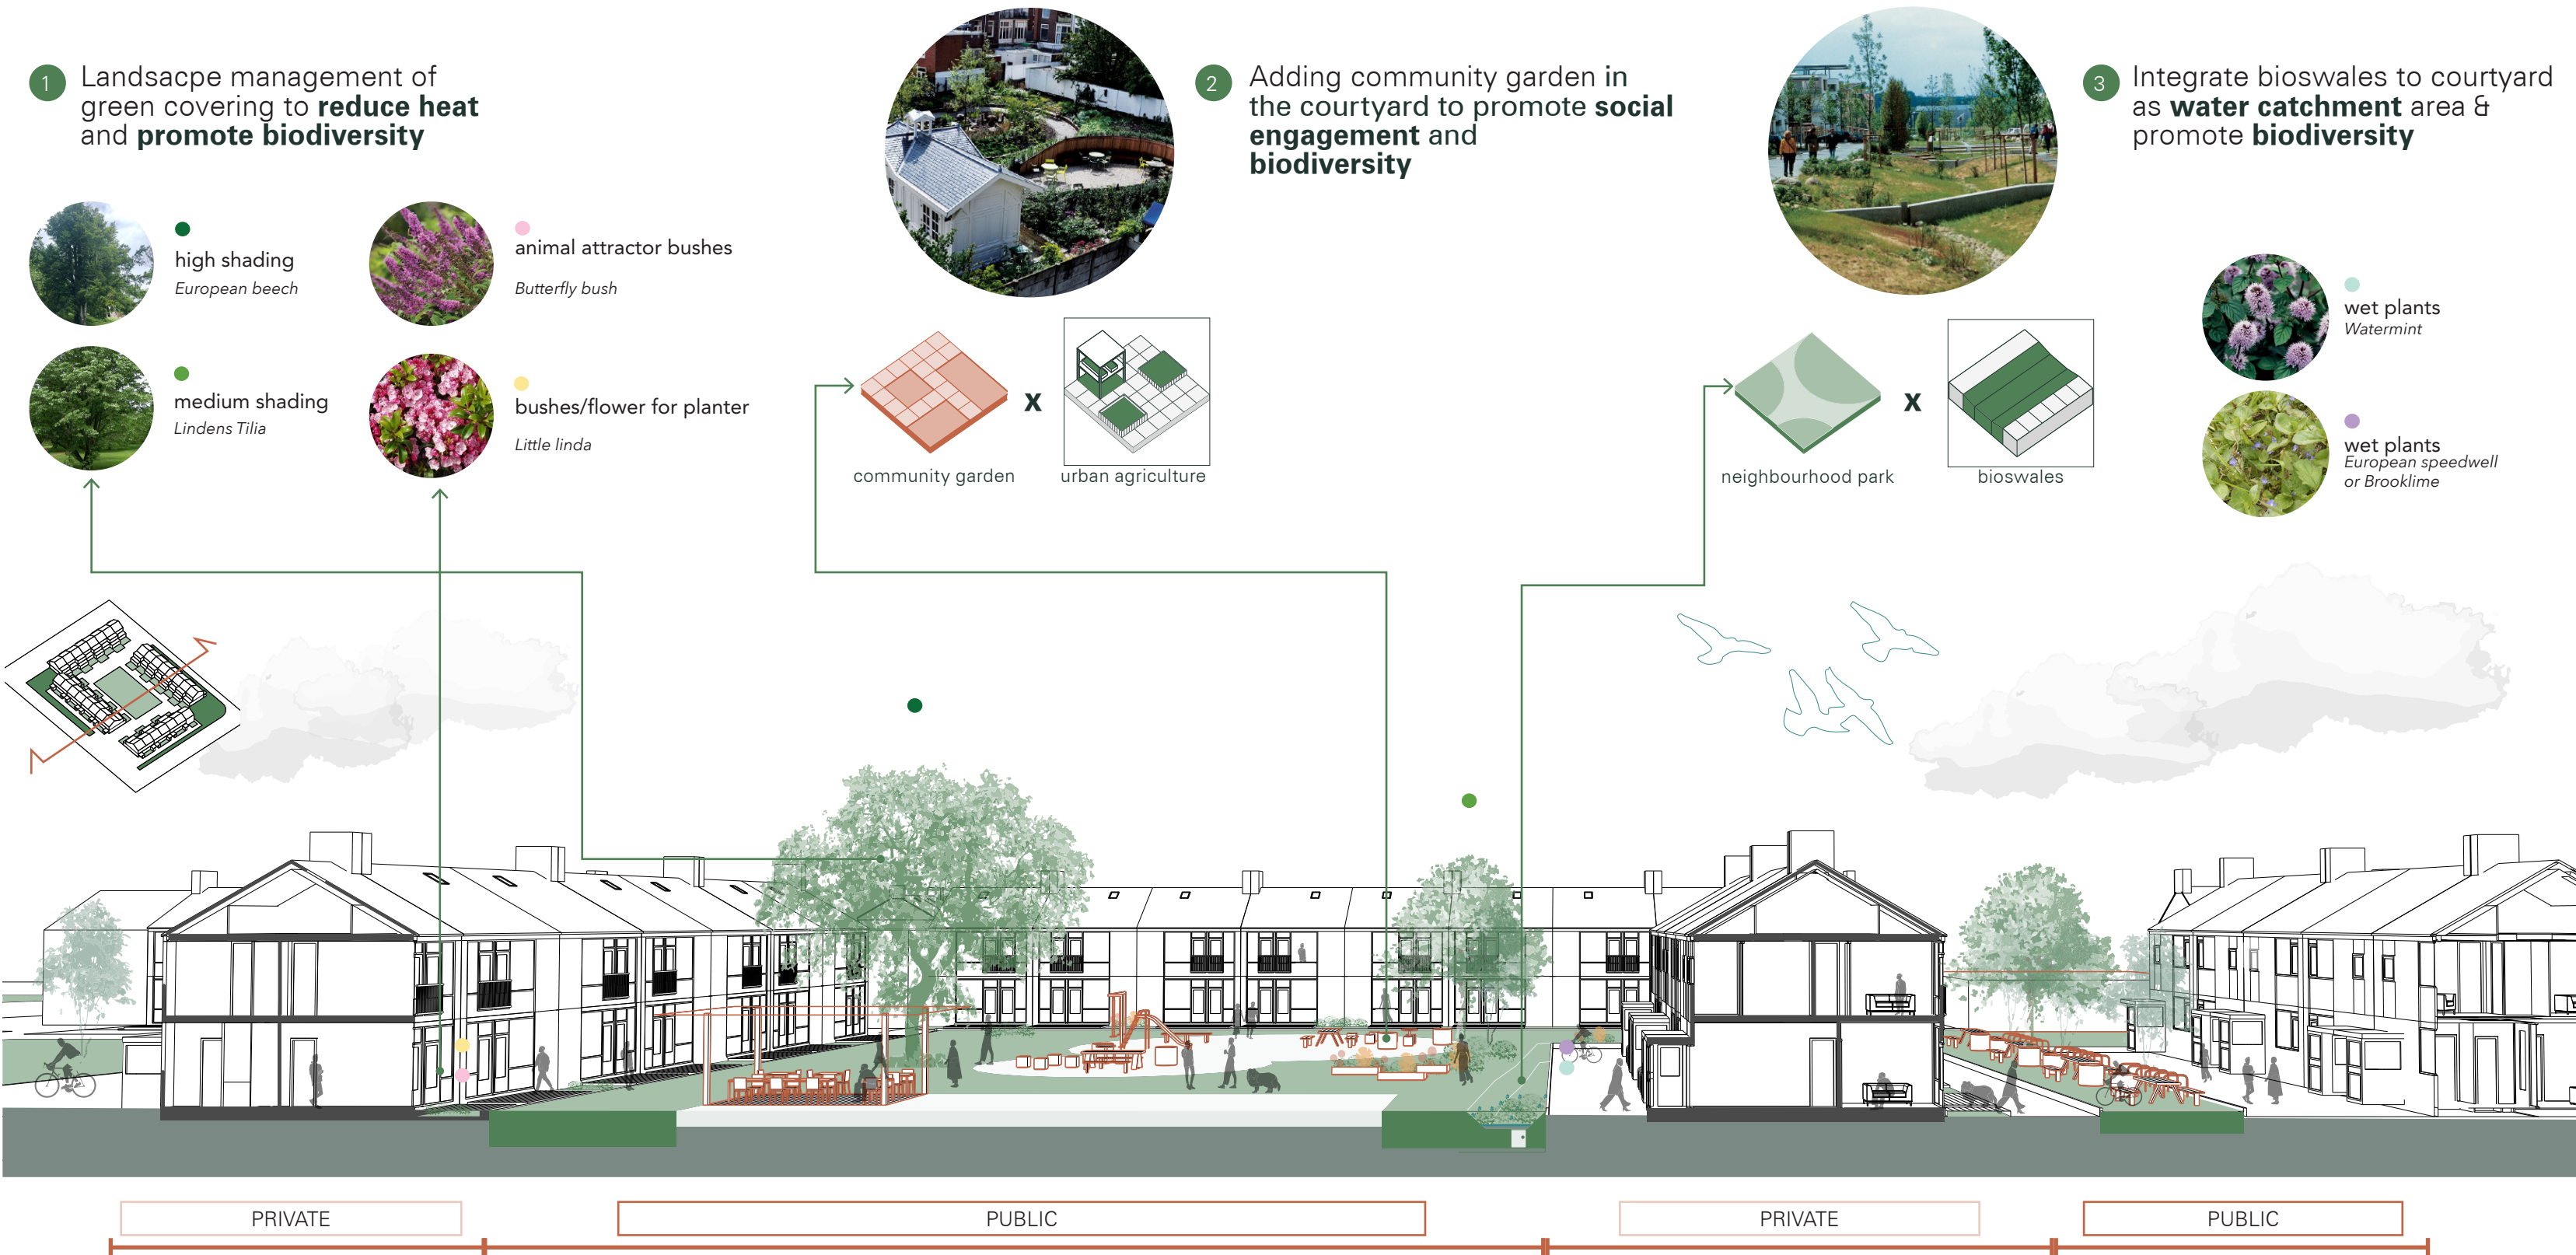 1
Landsacpe management of
green covering to reduce heat
and promote biodiversity
high shading
European beech
animal attractor bushes
Butterfly bush
medium shading
Lindens Tilia
bushes/flower for planter
Little linda
2
Adding community garden in
the courtyard to promote social
engagement and
biodiversity
community garden
x
urban agriculture
3
Integrate bioswales to courtyard
as water catchment area &
promote biodiversity
neighbourhood park
x
bioswales
wet plants
Watermint
wet plants
European speedwell
or Brooklime
PRIVATE
PUBLIC
PRIVATE
PUBLIC